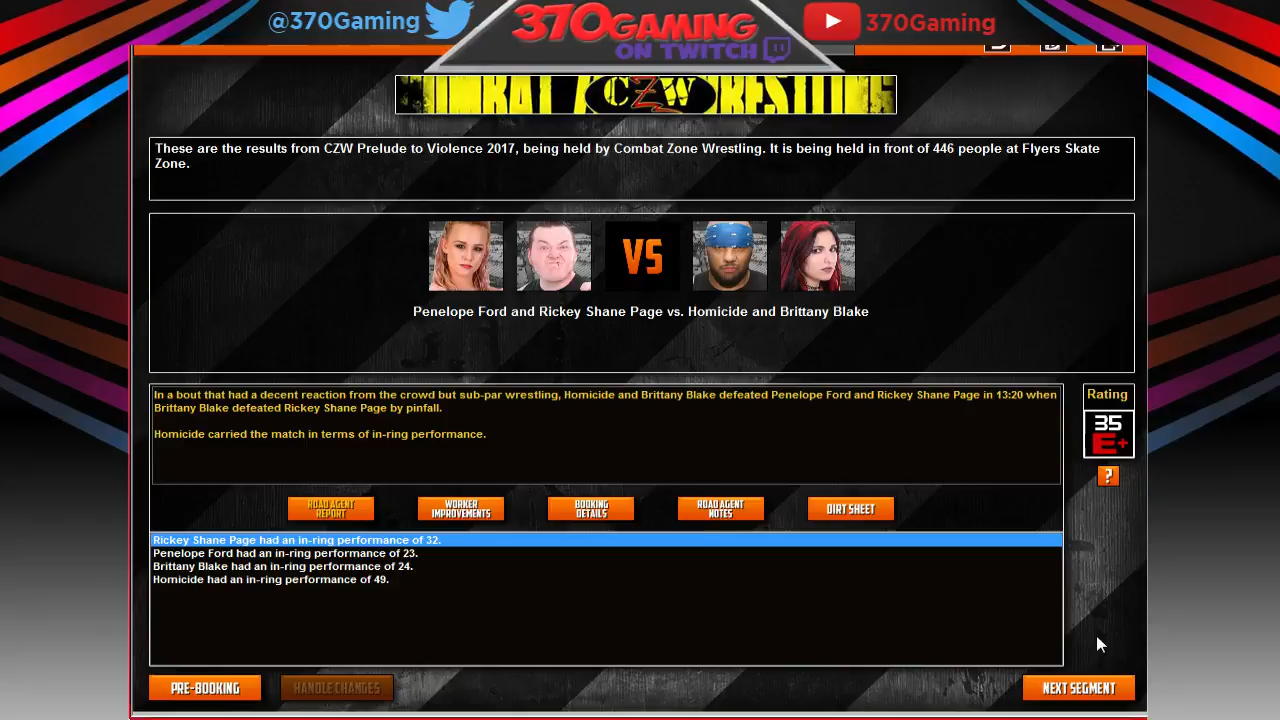 @370Gaming
370GAMING
ON TWITCH
370Gaming
COMBAT CZW WRESTLING
These are the results from CZW Prelude to Violence 2017, being held by Combat Zone Wrestling. It is being held in front of 446 people at Flyers Skate
Zone.
VS
Penelope Ford and Rickey Shane Page vs. Homicide and Brittany Blake
In a bout that had a decent reaction from the crowd but sub-par wrestling, Homicide and Brittany Blake defeated Penelope Ford and Rickey Shane Page in 13:20 when
Brittany Blake defeated Rickey Shane Page by pinfall.
Homicide carried the match in terms of in-ring performance.
Rating
35
E+
?
ROAD AGENT
REPORT
WORKER
IMPROVEMENTS
BOOKING
DETAILS
ROAD AGENT
NOTES
DIRT SHEET
Rickey Shane Page had an in-ring performance of 32.
Penelope Ford had an in-ring performance of 23.
Brittany Blake had an in-ring performance of 24.
Homicide had an in-ring performance of 49.
PRE-BOOKING
HANDLE CHANGES
NEXT SEGMENT